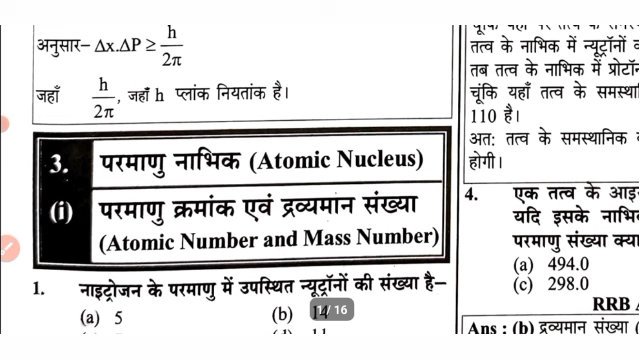 अनुसार– Δx.ΔP ≥ h/2π
जहाँ h/2π, जहाँ h प्लांक नियतांक है।
3. परमाणु नाभिक (Atomic Nucleus)
(i) परमाणु क्रमांक एवं द्रव्यमान संख्या
(Atomic Number and Mass Number)
1. नाइट्रोजन के परमाणु में उपस्थित न्यूट्रॉनों की संख्या है–
(a) 5 (b) 14
/ 16
तत्व के नाभिक में न्यूट्रॉनों
तब तत्व के नाभिक में
चूंकि यहाँ तत्व के
110 है।
अत: तत्व के समस्थानिक
होगी।
4. एक तत्व के
यदि इसके
परमाणु संख्या क्या
(a) 494.0
(c) 298.0
RRB
Ans : (b) द्रव्यमान संख्या